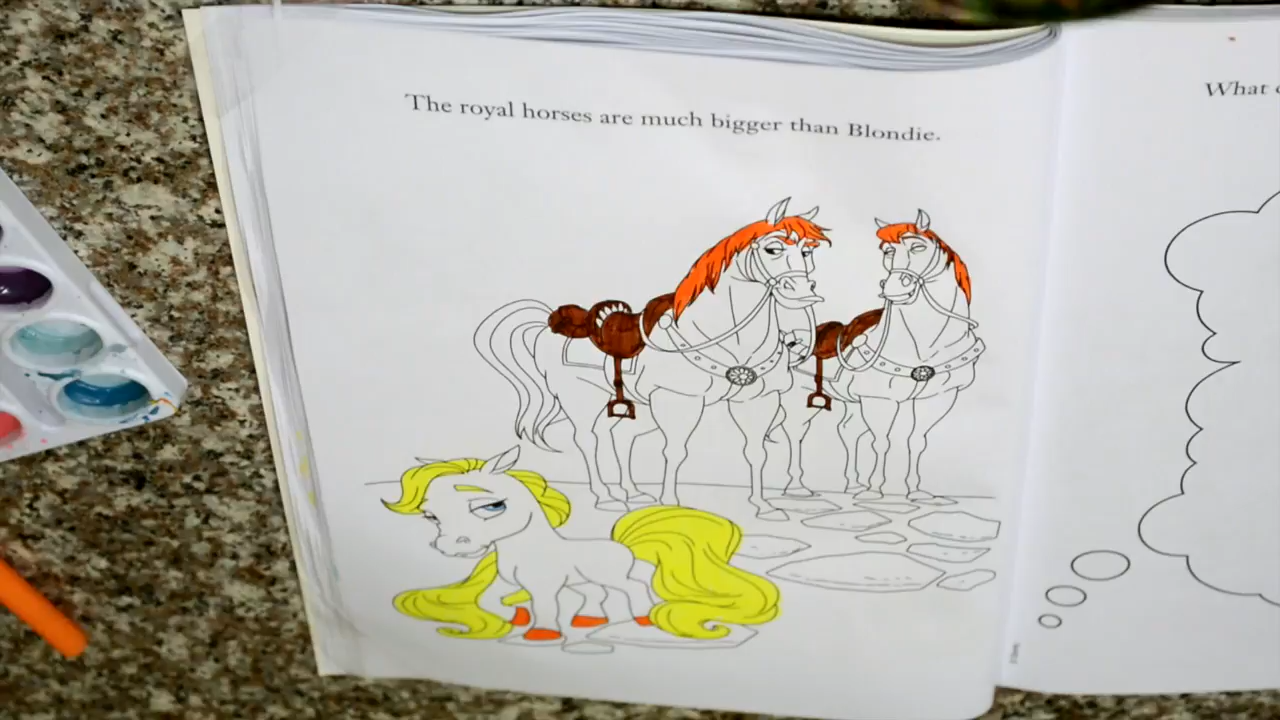 The royal horses are much bigger than Blondie.
What